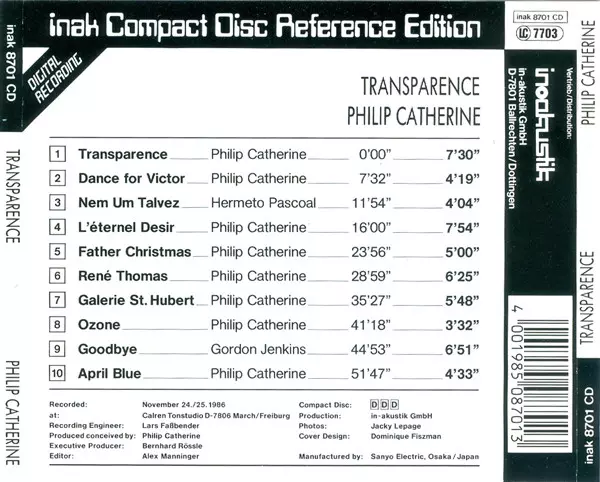 inak Compact Disc Reference Edition
DIGITAL
RECORDING
TRANSPARENCE
PHILIP CATHERINE
1 Transparence Philip Catherine 0'00" 7'30"
2 Dance for Victor Philip Catherine 7'32" 4'19"
3 Nem Um Talvez Hermeto Pascoal 11'54" 4'04"
4 L'éternel Desir Philip Catherine 16'00" 7'54"
5 Father Christmas Philip Catherine 23'56" 5'00"
6 René Thomas Philip Catherine 28'59" 6'25"
7 Galerie St. Hubert Philip Catherine 35'27" 5'48"
8 Ozone Philip Catherine 41'18" 3'32"
9 Goodbye Gordon Jenkins 44'53" 6'51"
10 April Blue Philip Catherine 51'47" 4'33"
Recorded: November 24./25. 1986 Compact Disc: DDD
at: Calren Tonstudio D-7806 March/Freiburg Production: in-akustik GmbH
Recording Engineer: Lars Faßbender Photos: Jacky Lepage
Produced conceived by: Philip Catherine Cover Design: Dominique Fiszman
Executive Producer: Bernhard Rössle
Editor: Alex Manninger Manufactured by: Sanyo Electric, Osaka/Japan
inak 8701 CD
TRANSPARENCE
PHILIP CATHERINE
inak 8701 CD
LC 7703
Vertrieb/Distribution:
inakustik
in-akustik GmbH
D-7801 Ballrechten/Dottingen
4 001985 087013
PHILIP CATHERINE
TRANSPARENCE
inak 8701 CD